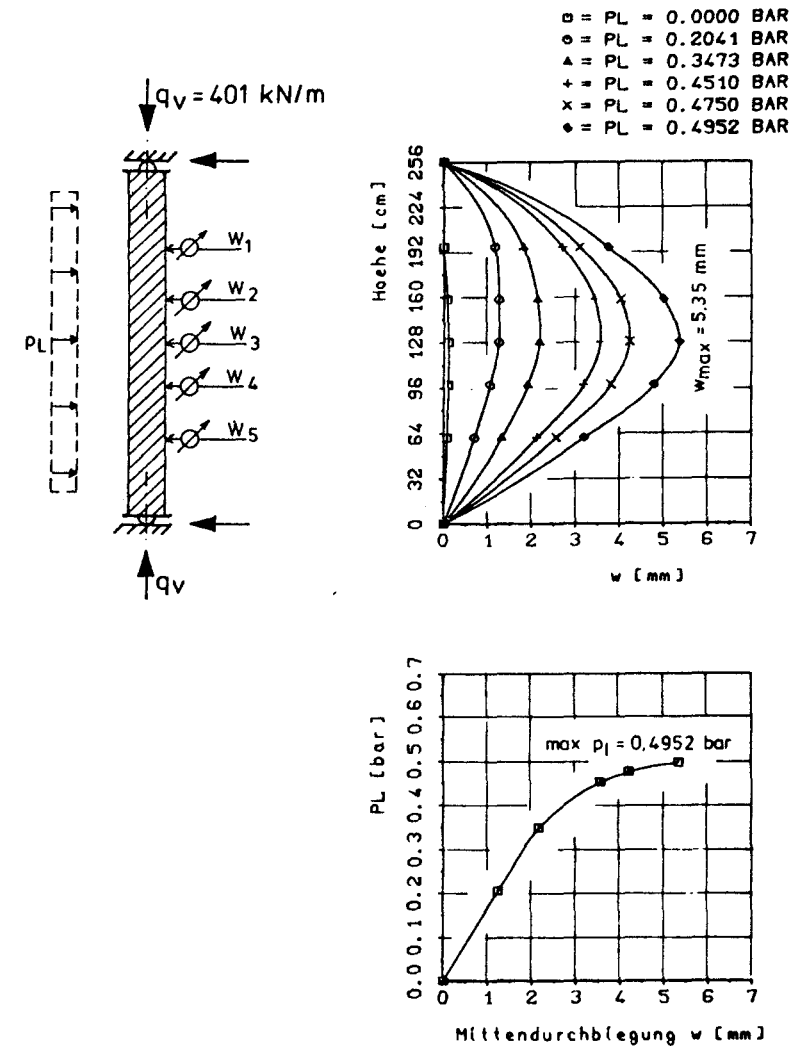 □ = PL = 0.0000 BAR
○ = PL = 0.2041 BAR
▲ = PL = 0.3473 BAR
+ = PL = 0.4510 BAR
× = PL = 0.4750 BAR
◆ = PL = 0.4952 BAR
qv = 401 kN/m
W1
W2
PL
W3
W4
W5
qv
Hoehe [cm]
256
224
192
160
128
96
64
32
0
wmax = 5,35 mm
0 1 2 3 4 5 6 7
w [mm]
PL [bar]
0.7
0.6
0.5
0.4
0.3
0.2
0.1
0.0
max pl = 0,4952 bar
0 1 2 3 4 5 6 7
Mittendurchbiegung w [mm]